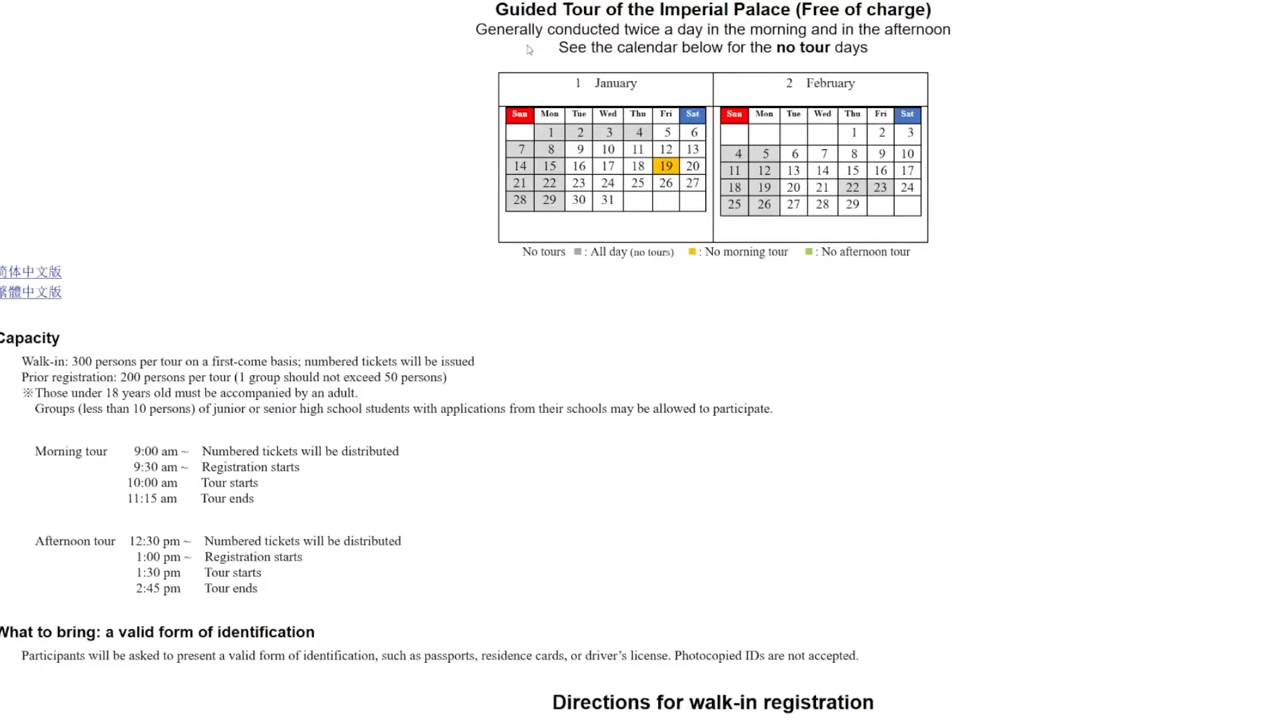 Guided Tour of the Imperial Palace (Free of charge)
Generally conducted twice a day in the morning and in the afternoon
See the calendar below for the no tour days
1 January
Sun Mon Tue Wed Thu Fri Sat
1 2 3 4 5 6
7 8 9 10 11 12 13
14 15 16 17 18 19 20
21 22 23 24 25 26 27
28 29 30 31
2 February
Sun Mon Tue Wed Thu Fri Sat
1 2 3
4 5 6 7 8 9 10
11 12 13 14 15 16 17
18 19 20 21 22 23 24
25 26 27 28 29
No tours ■: All day (no tours) ■: No morning tour ■: No afternoon tour
简体中文版
繁體中文版
Capacity
Walk-in: 300 persons per tour on a first-come basis; numbered tickets will be issued
Prior registration: 200 persons per tour (1 group should not exceed 50 persons)
※Those under 18 years old must be accompanied by an adult.
Groups (less than 10 persons) of junior or senior high school students with applications from their schools may be allowed to participate.
Morning tour 9:00 am ~ Numbered tickets will be distributed
9:30 am ~ Registration starts
10:00 am Tour starts
11:15 am Tour ends
Afternoon tour 12:30 pm ~ Numbered tickets will be distributed
1:00 pm ~ Registration starts
1:30 pm Tour starts
2:45 pm Tour ends
What to bring: a valid form of identification
Participants will be asked to present a valid form of identification, such as passports, residence cards, or driver's license. Photocopied IDs are not accepted.
Directions for walk-in registration